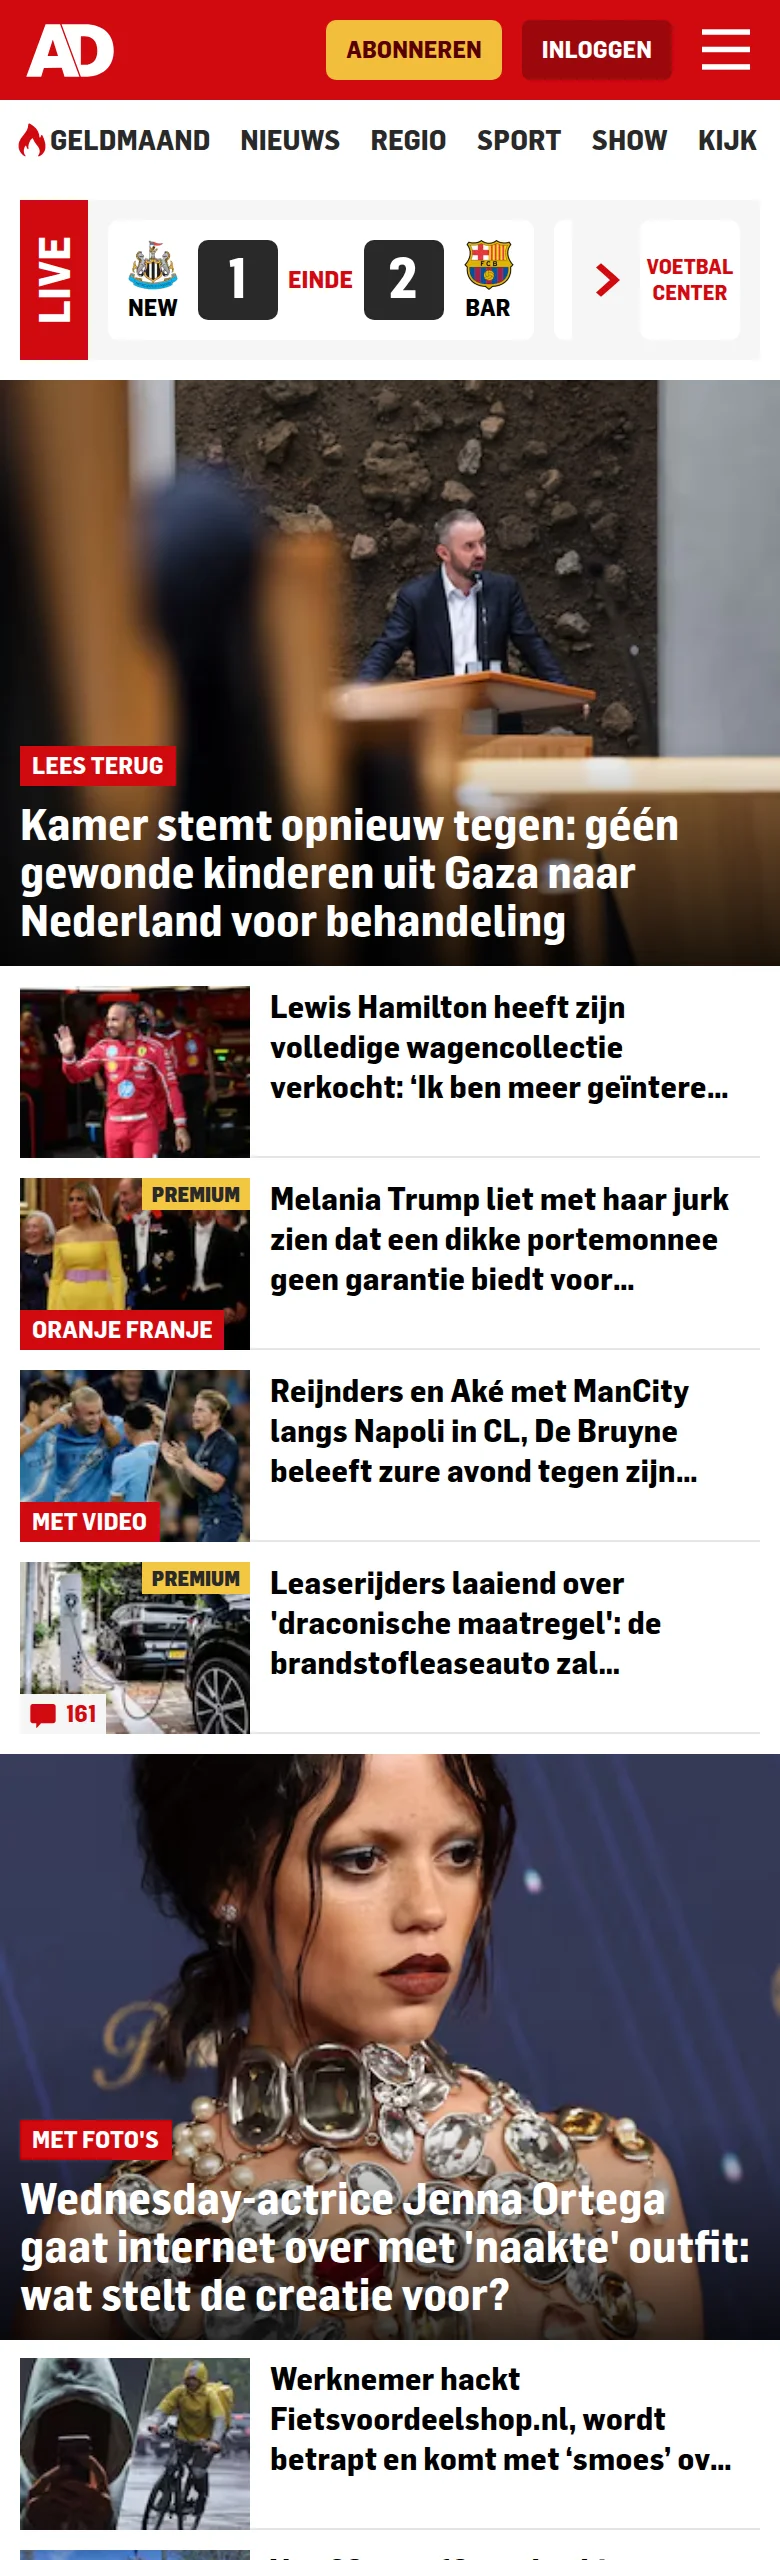 AD
ABONNEREN
INLOGGEN
GELDMAAND NIEUWS REGIO SPORT SHOW KIJK
LIVE
NEW
1
EINDE
2
BAR
VOETBAL
CENTER
LEES TERUG
Kamer stemt opnieuw tegen: géén
gewonde kinderen uit Gaza naar
Nederland voor behandeling
Lewis Hamilton heeft zijn
volledige wagencollectie
verkocht: ‘Ik ben meer geïntere...
PREMIUM
ORANJE FRANJE
Melania Trump liet met haar jurk
zien dat een dikke portemonnee
geen garantie biedt voor...
MET VIDEO
Reijnders en Aké met ManCity
langs Napoli in CL, De Bruyne
beleeft zure avond tegen zijn...
PREMIUM
161
Leaserijders laaiend over
'draconische maatregel': de
brandstofleaseauto zal...
MET FOTO'S
Wednesday-actrice Jenna Ortega
gaat internet over met 'naakte' outfit:
wat stelt de creatie voor?
Werknemer hackt
Fietsvoordeelshop.nl, wordt
betrapt en komt met ‘smoes’ ov...